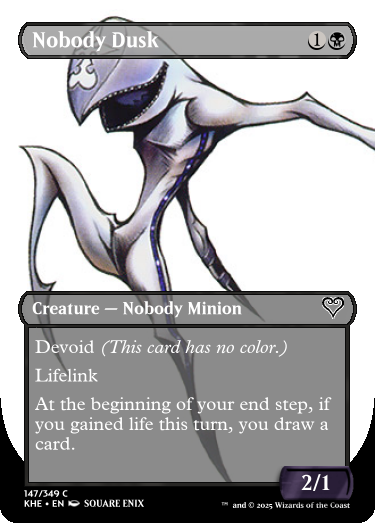 Nobody Dusk 1
Creature — Nobody Minion
Devoid (This card has no color.)
Lifelink
At the beginning of your end step, if
you gained life this turn, you draw a
card.
2/1
147/349 C
KHE • EN SQUARE ENIX ™ and © 2025 Wizards of the Coast